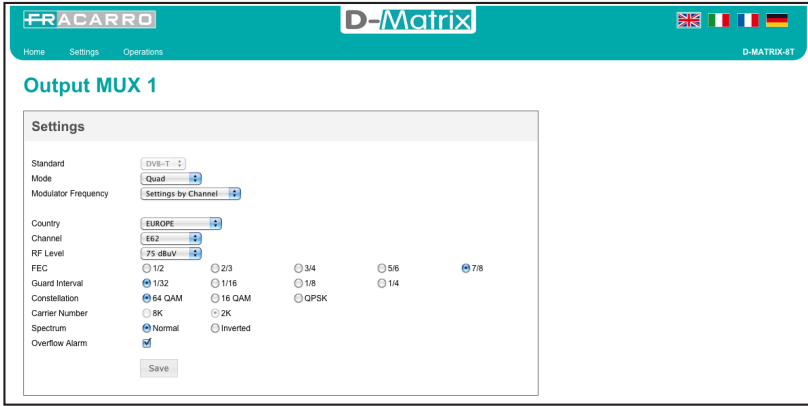 FRACARRO
D-Matrix
Home Settings Operations
D-MATRIX-8T
Output MUX 1
Settings
Standard DVB-T
Mode Quad
Modulator Frequency Settings by Channel
Country EUROPE
Channel E62
RF Level 75 dBuV
FEC 1/2 2/3 3/4 5/6 7/8
Guard Interval 1/32 1/16 1/8 1/4
Constellation 64 QAM 16 QAM QPSK
Carrier Number 8K 2K
Spectrum Normal Inverted
Overflow Alarm
Save